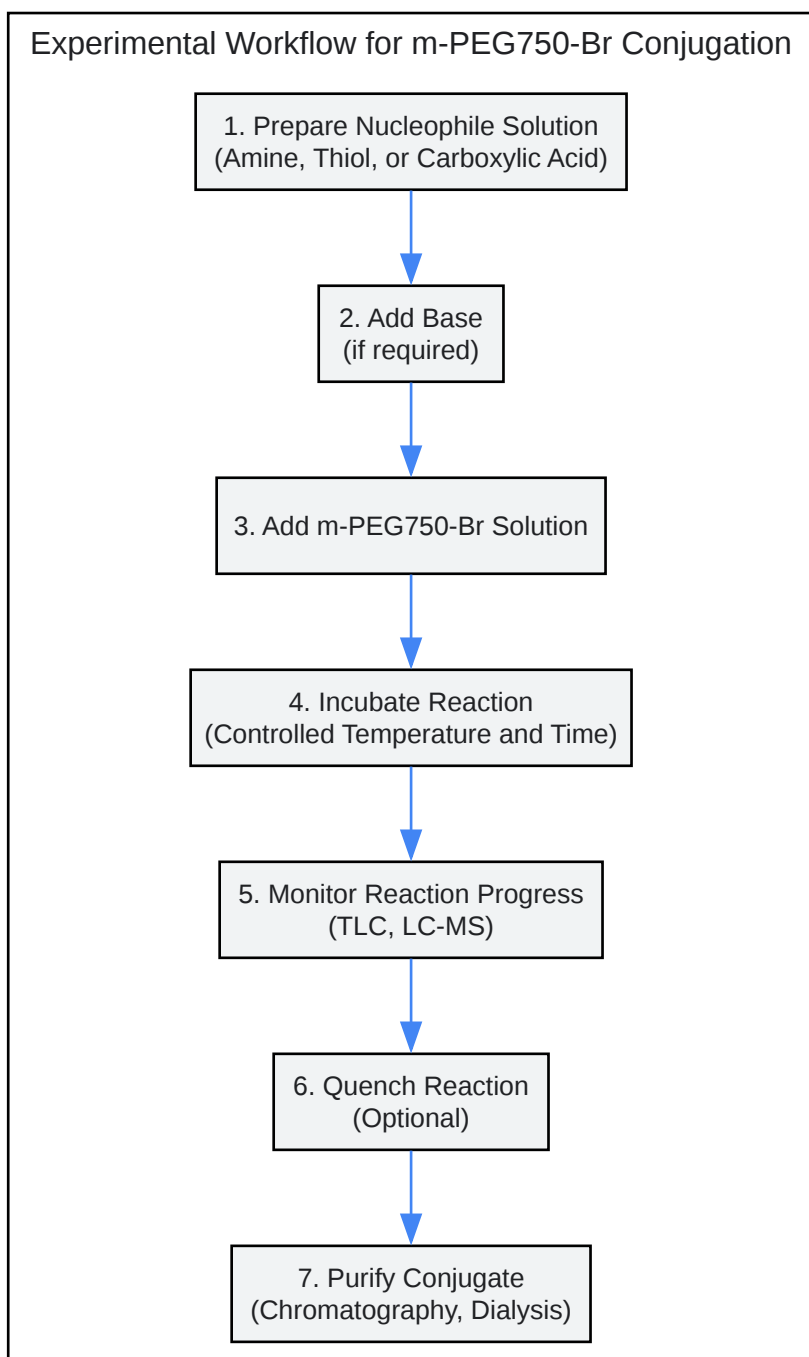 Experimental Workflow for m-PEG750-Br Conjugation
1. Prepare Nucleophile Solution
(Amine, Thiol, or Carboxylic Acid)
2. Add Base
(if required)
3. Add m-PEG750-Br Solution
4. Incubate Reaction
(Controlled Temperature and Time)
5. Monitor Reaction Progress
(TLC, LC-MS)
6. Quench Reaction
(Optional)
7. Purify Conjugate
(Chromatography, Dialysis)